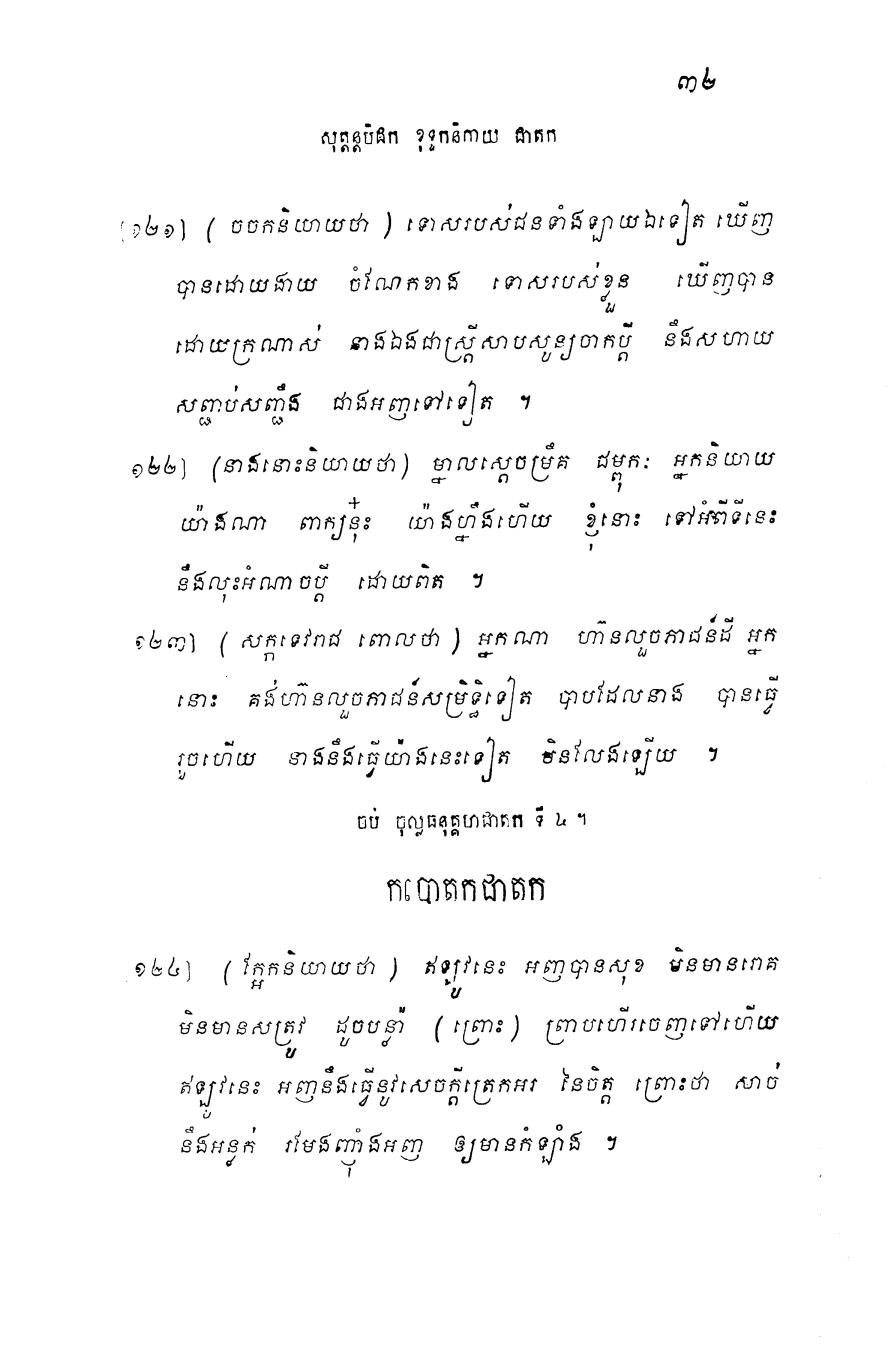 ៣២
សុត្តន្តបិដក ខុទ្ទកនិកាយ ជាតក
[១២១] ( ចចកនិយាយថា ) ទោសរបស់ជនទាំងឡាយឯទៀត ឃើញ
បានដោយងាយ ចំណែកខាង ទោសរបស់ខ្លួន ឃើញបាន
ដោយក្រណាស់ នាងឯងជាស្ត្រីសាបសូន្យចាកប្តី នឹងសហាយ
សញ្ជាប់សញ្ជឹង ជាងអញទៅទៀត ។
១២២] (នាងនោះនិយាយថា) ម្នាលស្តេចម្រឹគ ជម្ពុកៈ អ្នកនិយាយ
យ៉ាងណា ពាក្យនុ៎ះ យ៉ាងហ្នឹងហើយ ខ្ញុំនោះ ទៅអំពីទីនេះ
នឹងលុះអំណាចប្តី ដោយពិត ។
១២៣] ( សក្កទេវរាជ ពោលថា ) អ្នកណា ហ៊ានលួចភាជន៍ដី អ្នក
នោះ គង់ហ៊ានលួចភាជន៍សម្រិទ្ធិទៀត បាបដែលនាង បានធ្វើ
រួចហើយ នាងនឹងធ្វើយ៉ាងនេះទៀត មិនលែងឡើយ ។
ចប់ ចុល្លធនុគ្គហជាតក ទី ៤ ។
កបោតកជាតក
១២៤] ( ក្អែកនិយាយថា ) ឥឡូវនេះ អញបានសុខ មិនមានរោគ
មិនមានសត្រូវ ដូចបន្ទាំ (ព្រោះ) ព្រាបហើរចេញទៅហើយ
ឥឡូវនេះ អញនឹងធ្វើនូវសេចក្តីត្រេកអរ នៃចិត្ត ព្រោះថា សាច់
នឹងអន្លក់ រមែងញ៉ាំងអញ ឲ្យមានកំឡាំង ។